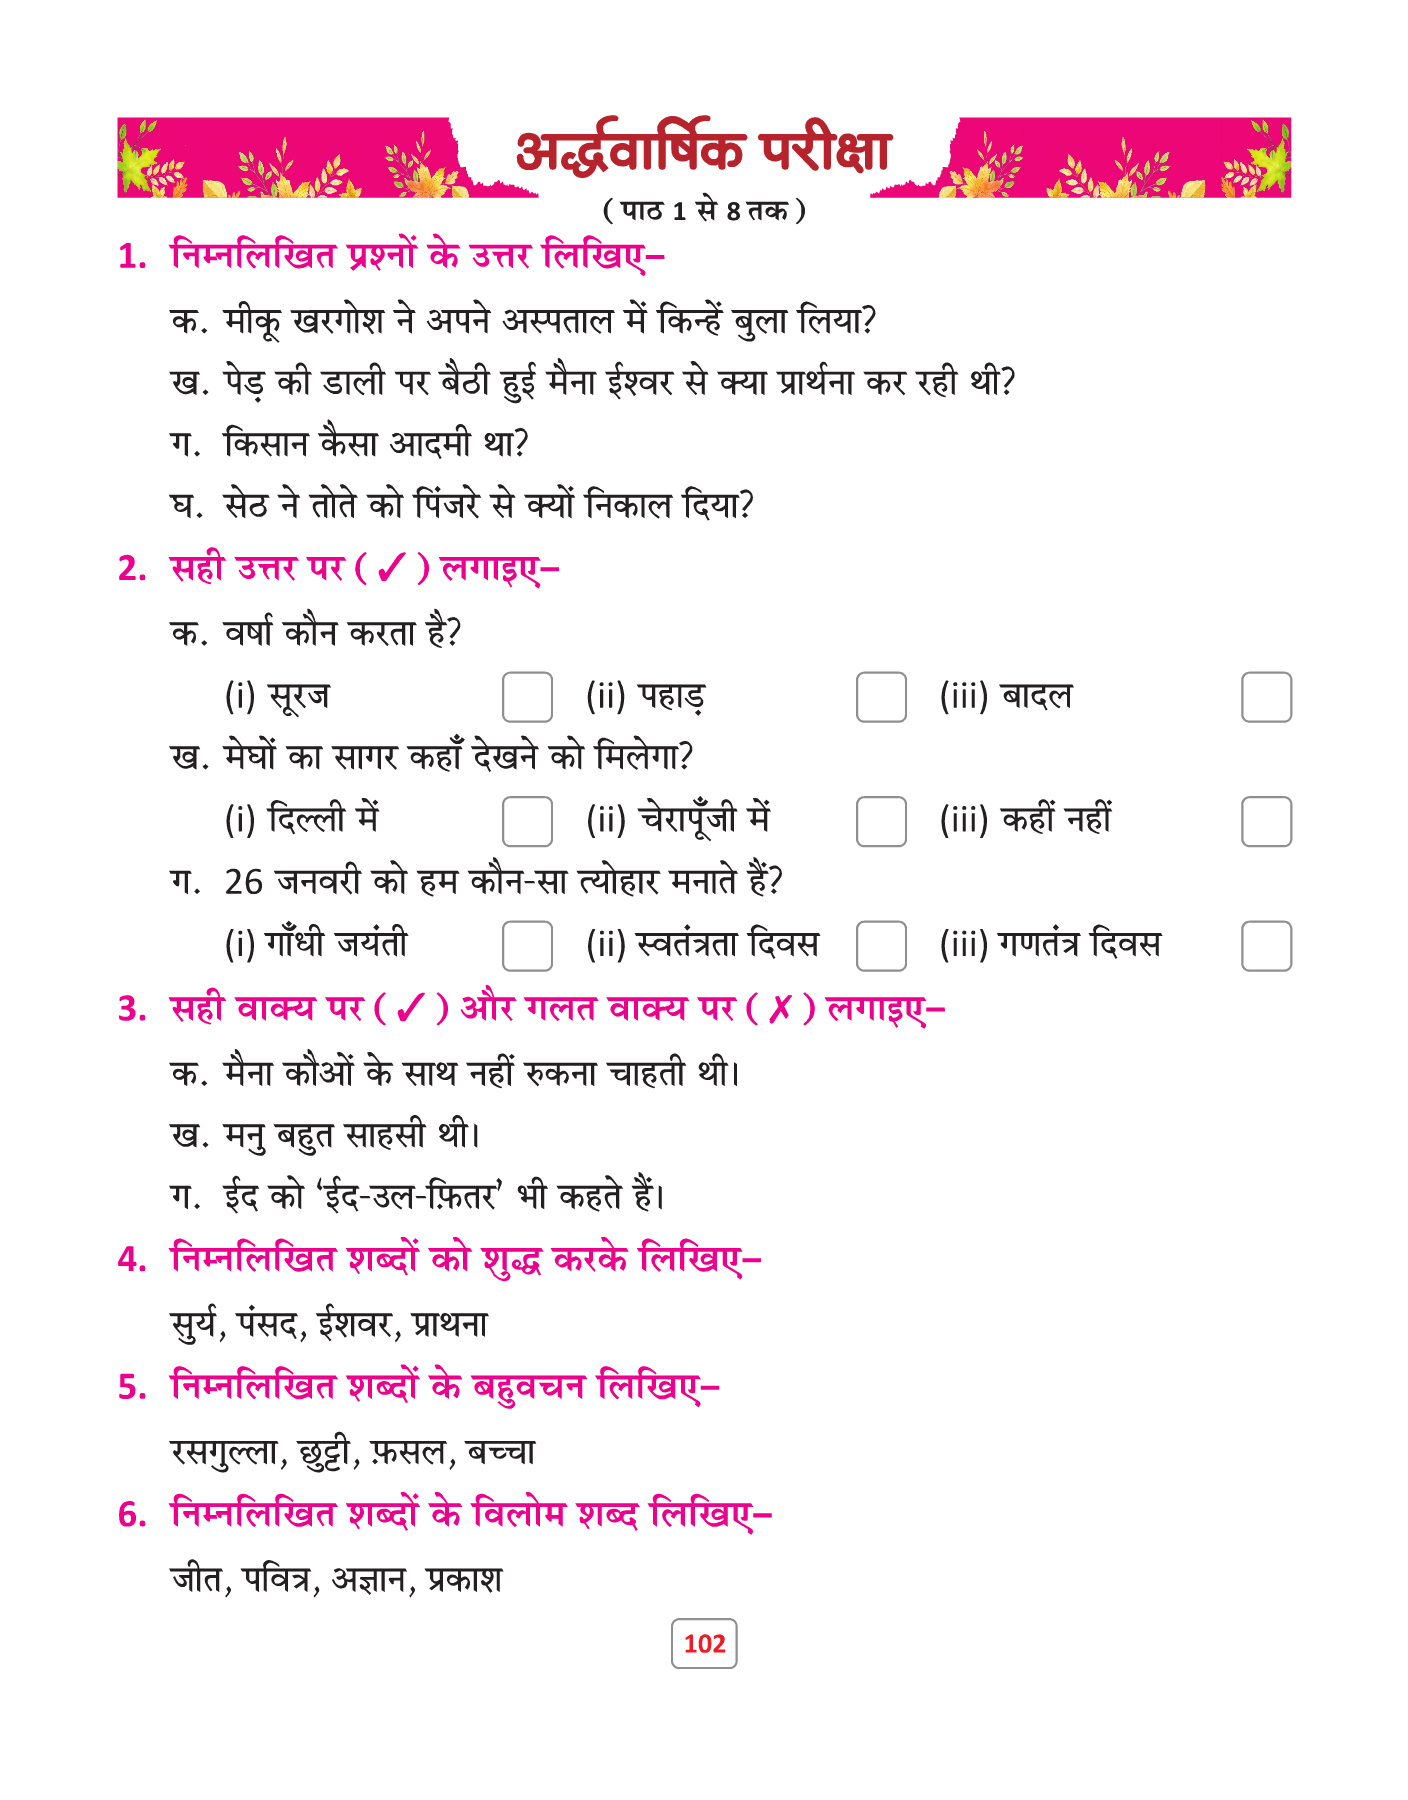 अर्द्धवार्षिक परीक्षा
( पाठ 1 से 8 तक )
1. निम्नलिखित प्रश्नों के उत्तर लिखिए–
क. मीकू खरगोश ने अपने अस्पताल में किन्हें बुला लिया?
ख. पेड़ की डाली पर बैठी हुई मैना ईश्वर से क्या प्रार्थना कर रही थी?
ग. किसान कैसा आदमी था?
घ. सेठ ने तोते को पिंजरे से क्यों निकाल दिया?
2. सही उत्तर पर ( ✓ ) लगाइए–
क. वर्षा कौन करता है?
(i) सूरज (ii) पहाड़ (iii) बादल
ख. मेघों का सागर कहाँ देखने को मिलेगा?
(i) दिल्ली में (ii) चेरापूँजी में (iii) कहीं नहीं
ग. 26 जनवरी को हम कौन-सा त्योहार मनाते हैं?
(i) गाँधी जयंती (ii) स्वतंत्रता दिवस (iii) गणतंत्र दिवस
3. सही वाक्य पर ( ✓ ) और गलत वाक्य पर ( ✗ ) लगाइए–
क. मैना कौओं के साथ नहीं रुकना चाहती थी।
ख. मनु बहुत साहसी थी।
ग. ईद को ‘ईद-उल-फ़ितर’ भी कहते हैं।
4. निम्नलिखित शब्दों को शुद्ध करके लिखिए–
सुर्य, पंसद, ईशवर, प्राथना
5. निम्नलिखित शब्दों के बहुवचन लिखिए–
रसगुल्ला, छुट्टी, फ़सल, बच्चा
6. निम्नलिखित शब्दों के विलोम शब्द लिखिए–
जीत, पवित्र, अज्ञान, प्रकाश
102